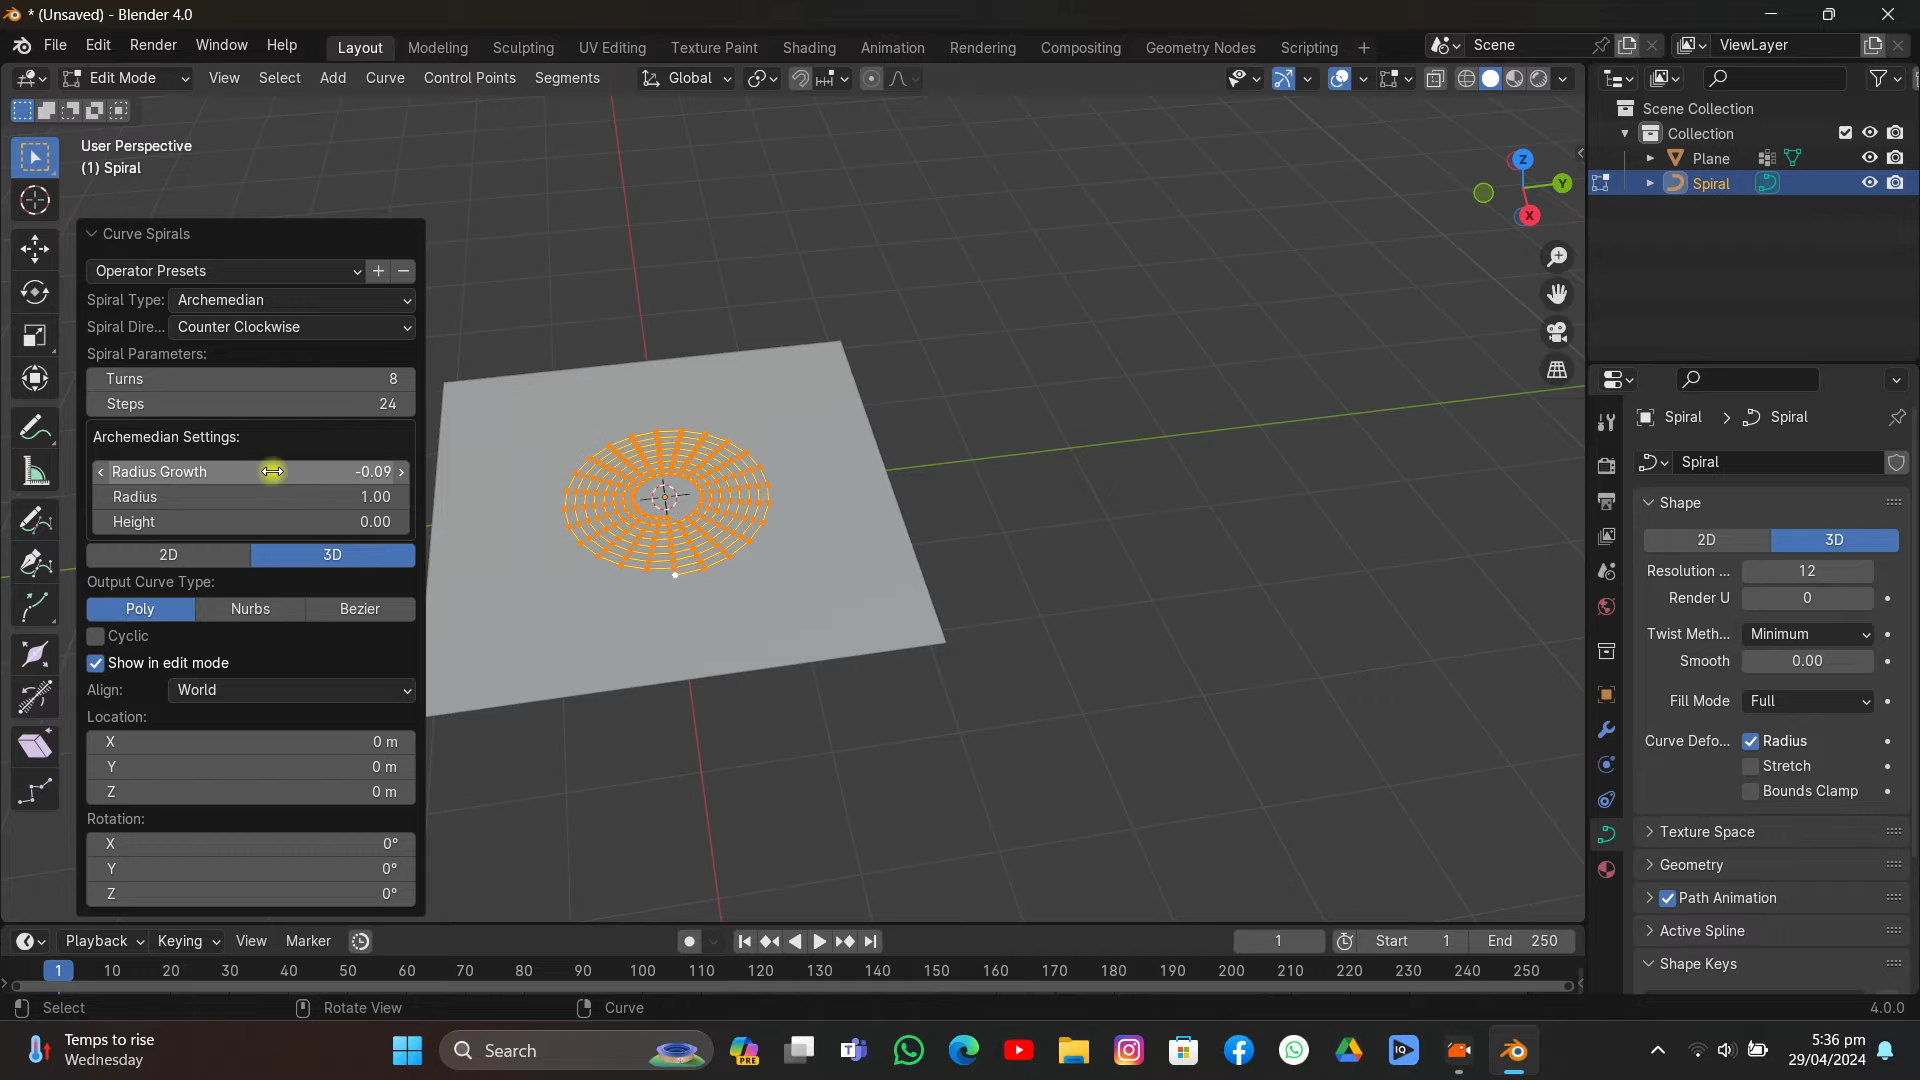 * (Unsaved) - Blender 4.0
File Edit Render Window Help
Layout Modeling Sculpting UV Editing Texture Paint Shading Animation Rendering Compositing Geometry Nodes Scripting +
Scene
ViewLayer
Edit Mode View Select Add Curve Control Points Segments
Global
User Perspective
(1) Spiral
Z
Y
X
Curve Spirals
Operator Presets
Spiral Type: Archemedian
Spiral Dire... Counter Clockwise
Spiral Parameters:
Turns 8
Steps 24
Archemedian Settings:
Radius Growth -0.09
Radius 1.00
Height 0.00
2D 3D
Output Curve Type:
Poly Nurbs Bezier
Cyclic
Show in edit mode
Align: World
Location:
X 0 m
Y 0 m
Z 0 m
Rotation:
X 0°
Y 0°
Z 0°
Scene Collection
Collection
Plane
Spiral
Spiral > Spiral
Spiral
Shape
2D 3D
Resolution ... 12
Render U 0
Twist Meth... Minimum
Smooth 0.00
Fill Mode Full
Curve Defo... Radius
Stretch
Bounds Clamp
Texture Space
Geometry
Path Animation
Active Spline
Shape Keys
Playback Keying View Marker
1 Start 1 End 250
1 10 20 30 40 50 60 70 80 90 100 110 120 130 140 150 160 170 180 190 200 210 220 230 240 250
Select Rotate View Curve
4.0.0
Temps to rise
Wednesday
Search
PRE
IQ
5:36 pm
29/04/2024